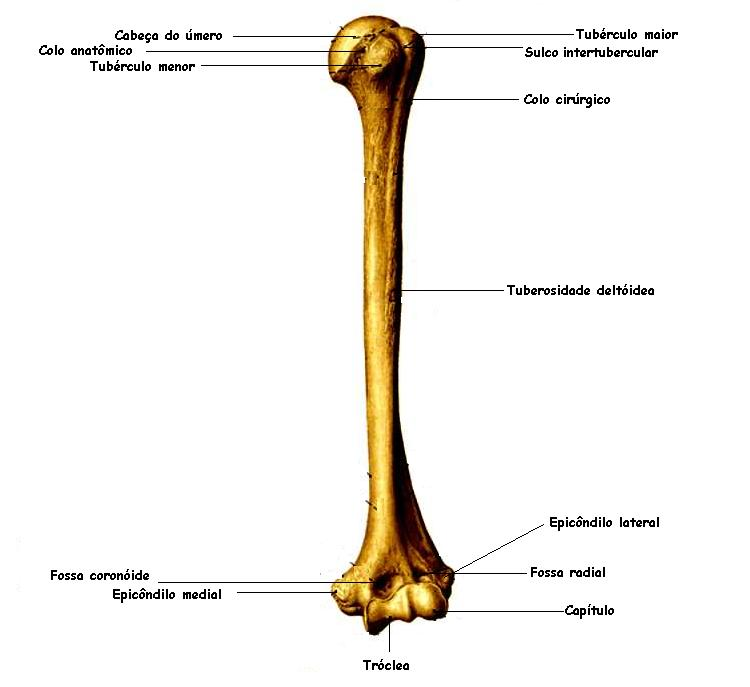 Cabeça do úmero
Tubérculo maior
Colo anatômico
Sulco intertubercular
Tubérculo menor
Colo cirúrgico
Tuberosidade deltóidea
Epicôndilo lateral
Fossa coronóide
Fossa radial
Epicôndilo medial
Capítulo
Tróclea